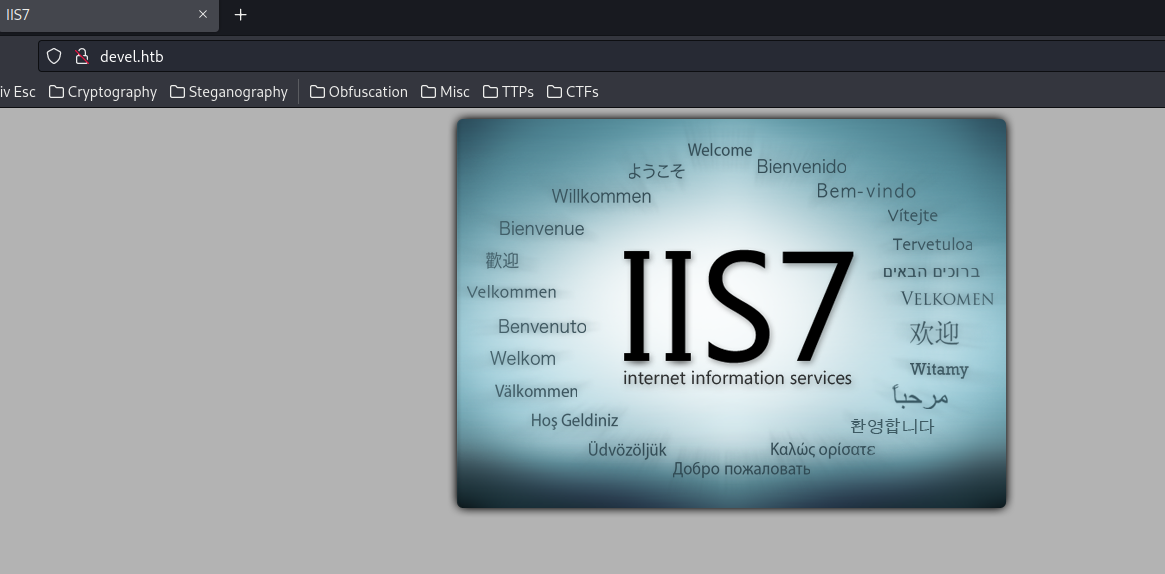 IIS7
devel.htb
iv Esc Cryptography Steganography Obfuscation Misc TTPs CTFs
Welcome
Bienvenido
ようこそ
Bem-vindo
Willkommen
Vítejte
Bienvenue
Tervetuloa
歡迎
ברוכים הבאים
Velkommen
VELKOMEN
IIS7
Benvenuto
欢迎
Welkom
Witamy
internet information services
Välkommen
مرحباً
Hoş Geldiniz
환영합니다
Üdvözöljük
Καλώς ορίσατε
Добро пожаловать